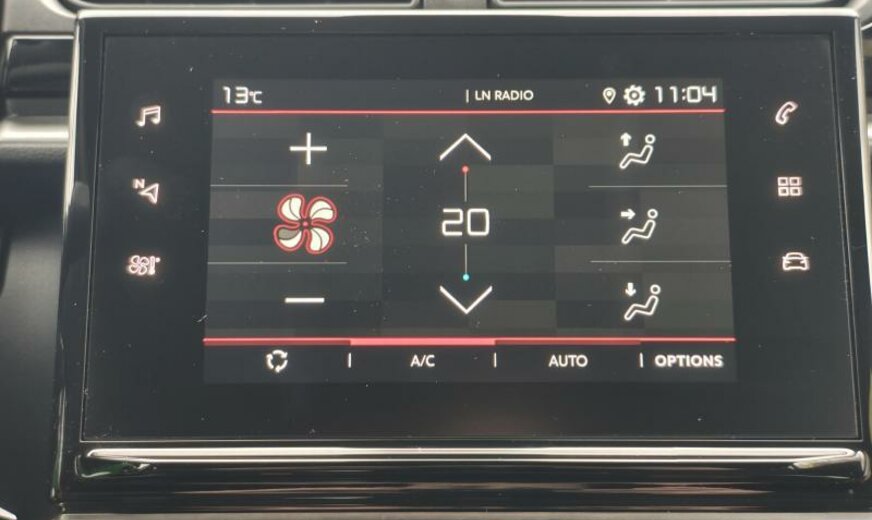 13°C | LN RADIO 11:04
N
20
A/C | AUTO | OPTIONS